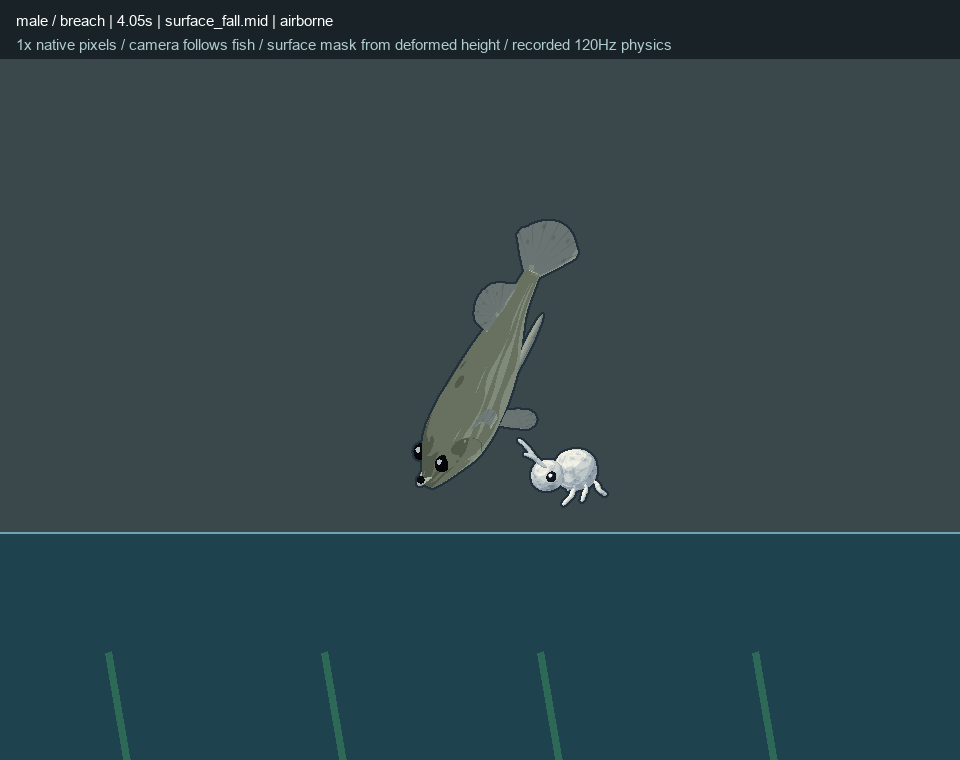 male / breach | 4.05s | surface_fall.mid | airborne
1x native pixels / camera follows fish / surface mask from deformed height / recorded 120Hz physics